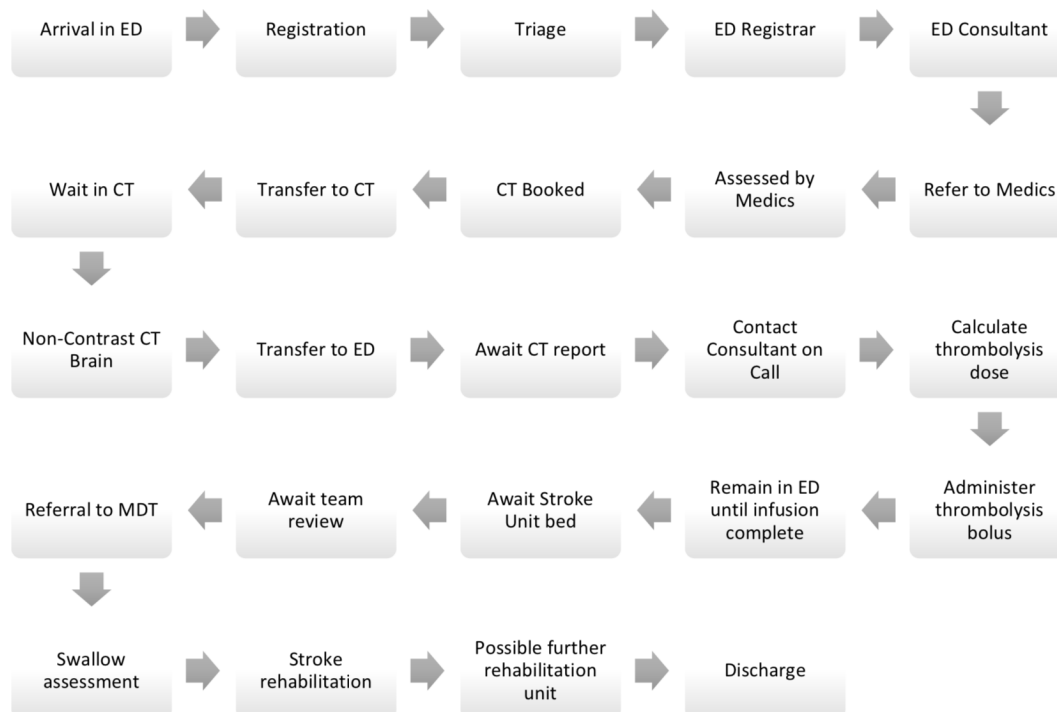 Arrival in ED
Registration
Triage
ED Registrar
ED Consultant
Refer to Medics
Assessed by
Medics
CT Booked
Transfer to CT
Wait in CT
Non-Contrast CT
Brain
Transfer to ED
Await CT report
Contact
Consultant on
Call
Calculate
thrombolysis
dose
Administer
thrombolysis
bolus
Remain in ED
until infusion
complete
Await Stroke
Unit bed
Await team
review
Referral to MDT
Swallow
assessment
Stroke
rehabilitation
Possible further
rehabilitation
unit
Discharge